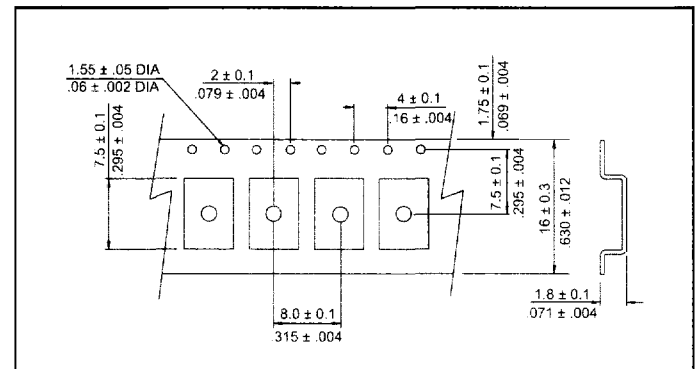 1.55 ± .05 DIA
.06 ± .002 DIA
2 ± 0.1
.079 ± .004
4 ± 0.1
.16 ± .004
1.75 ± 0.1
.069 ± .004
7.5 ± 0.1
.295 ± .004
7.5 ± 0.1
.295 ± .004
16 ± 0.3
.630 ± .012
8.0 ± 0.1
.315 ± .004
1.8 ± 0.1
.071 ± .004